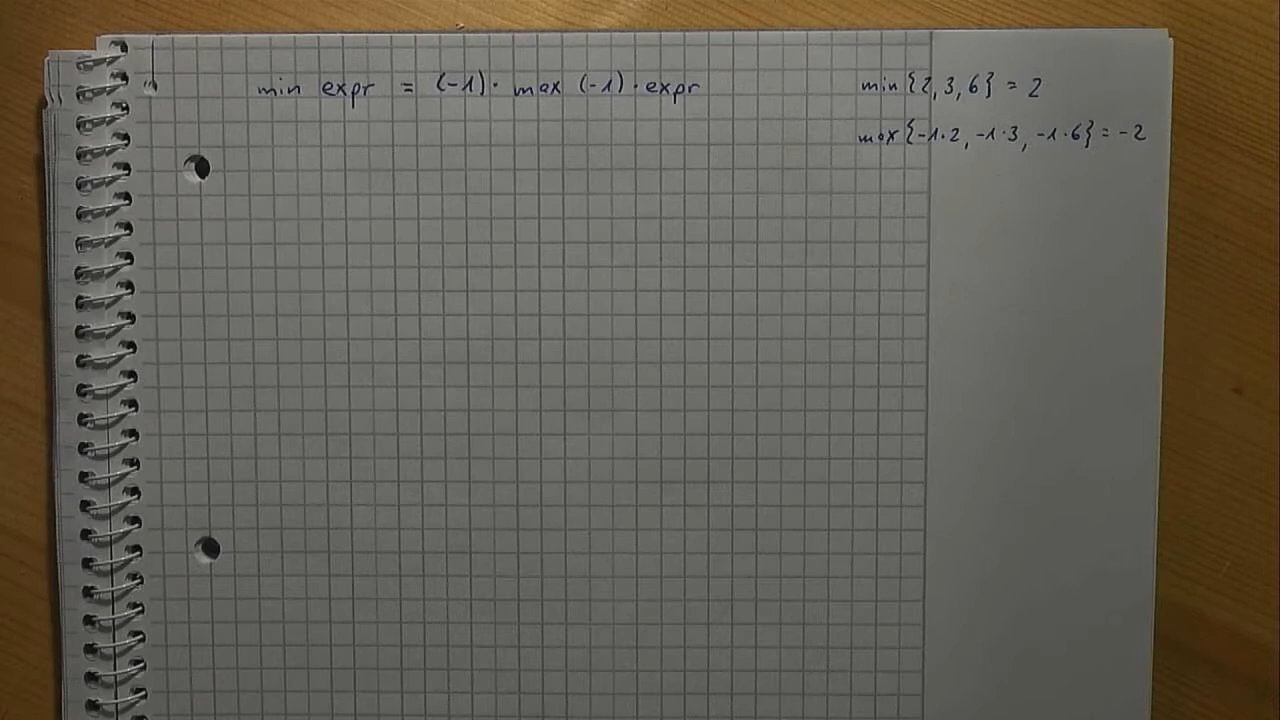 min expr = (-1) · max (-1) · expr
min {2, 3, 6} = 2
max {-1·2, -1·3, -1·6} = -2